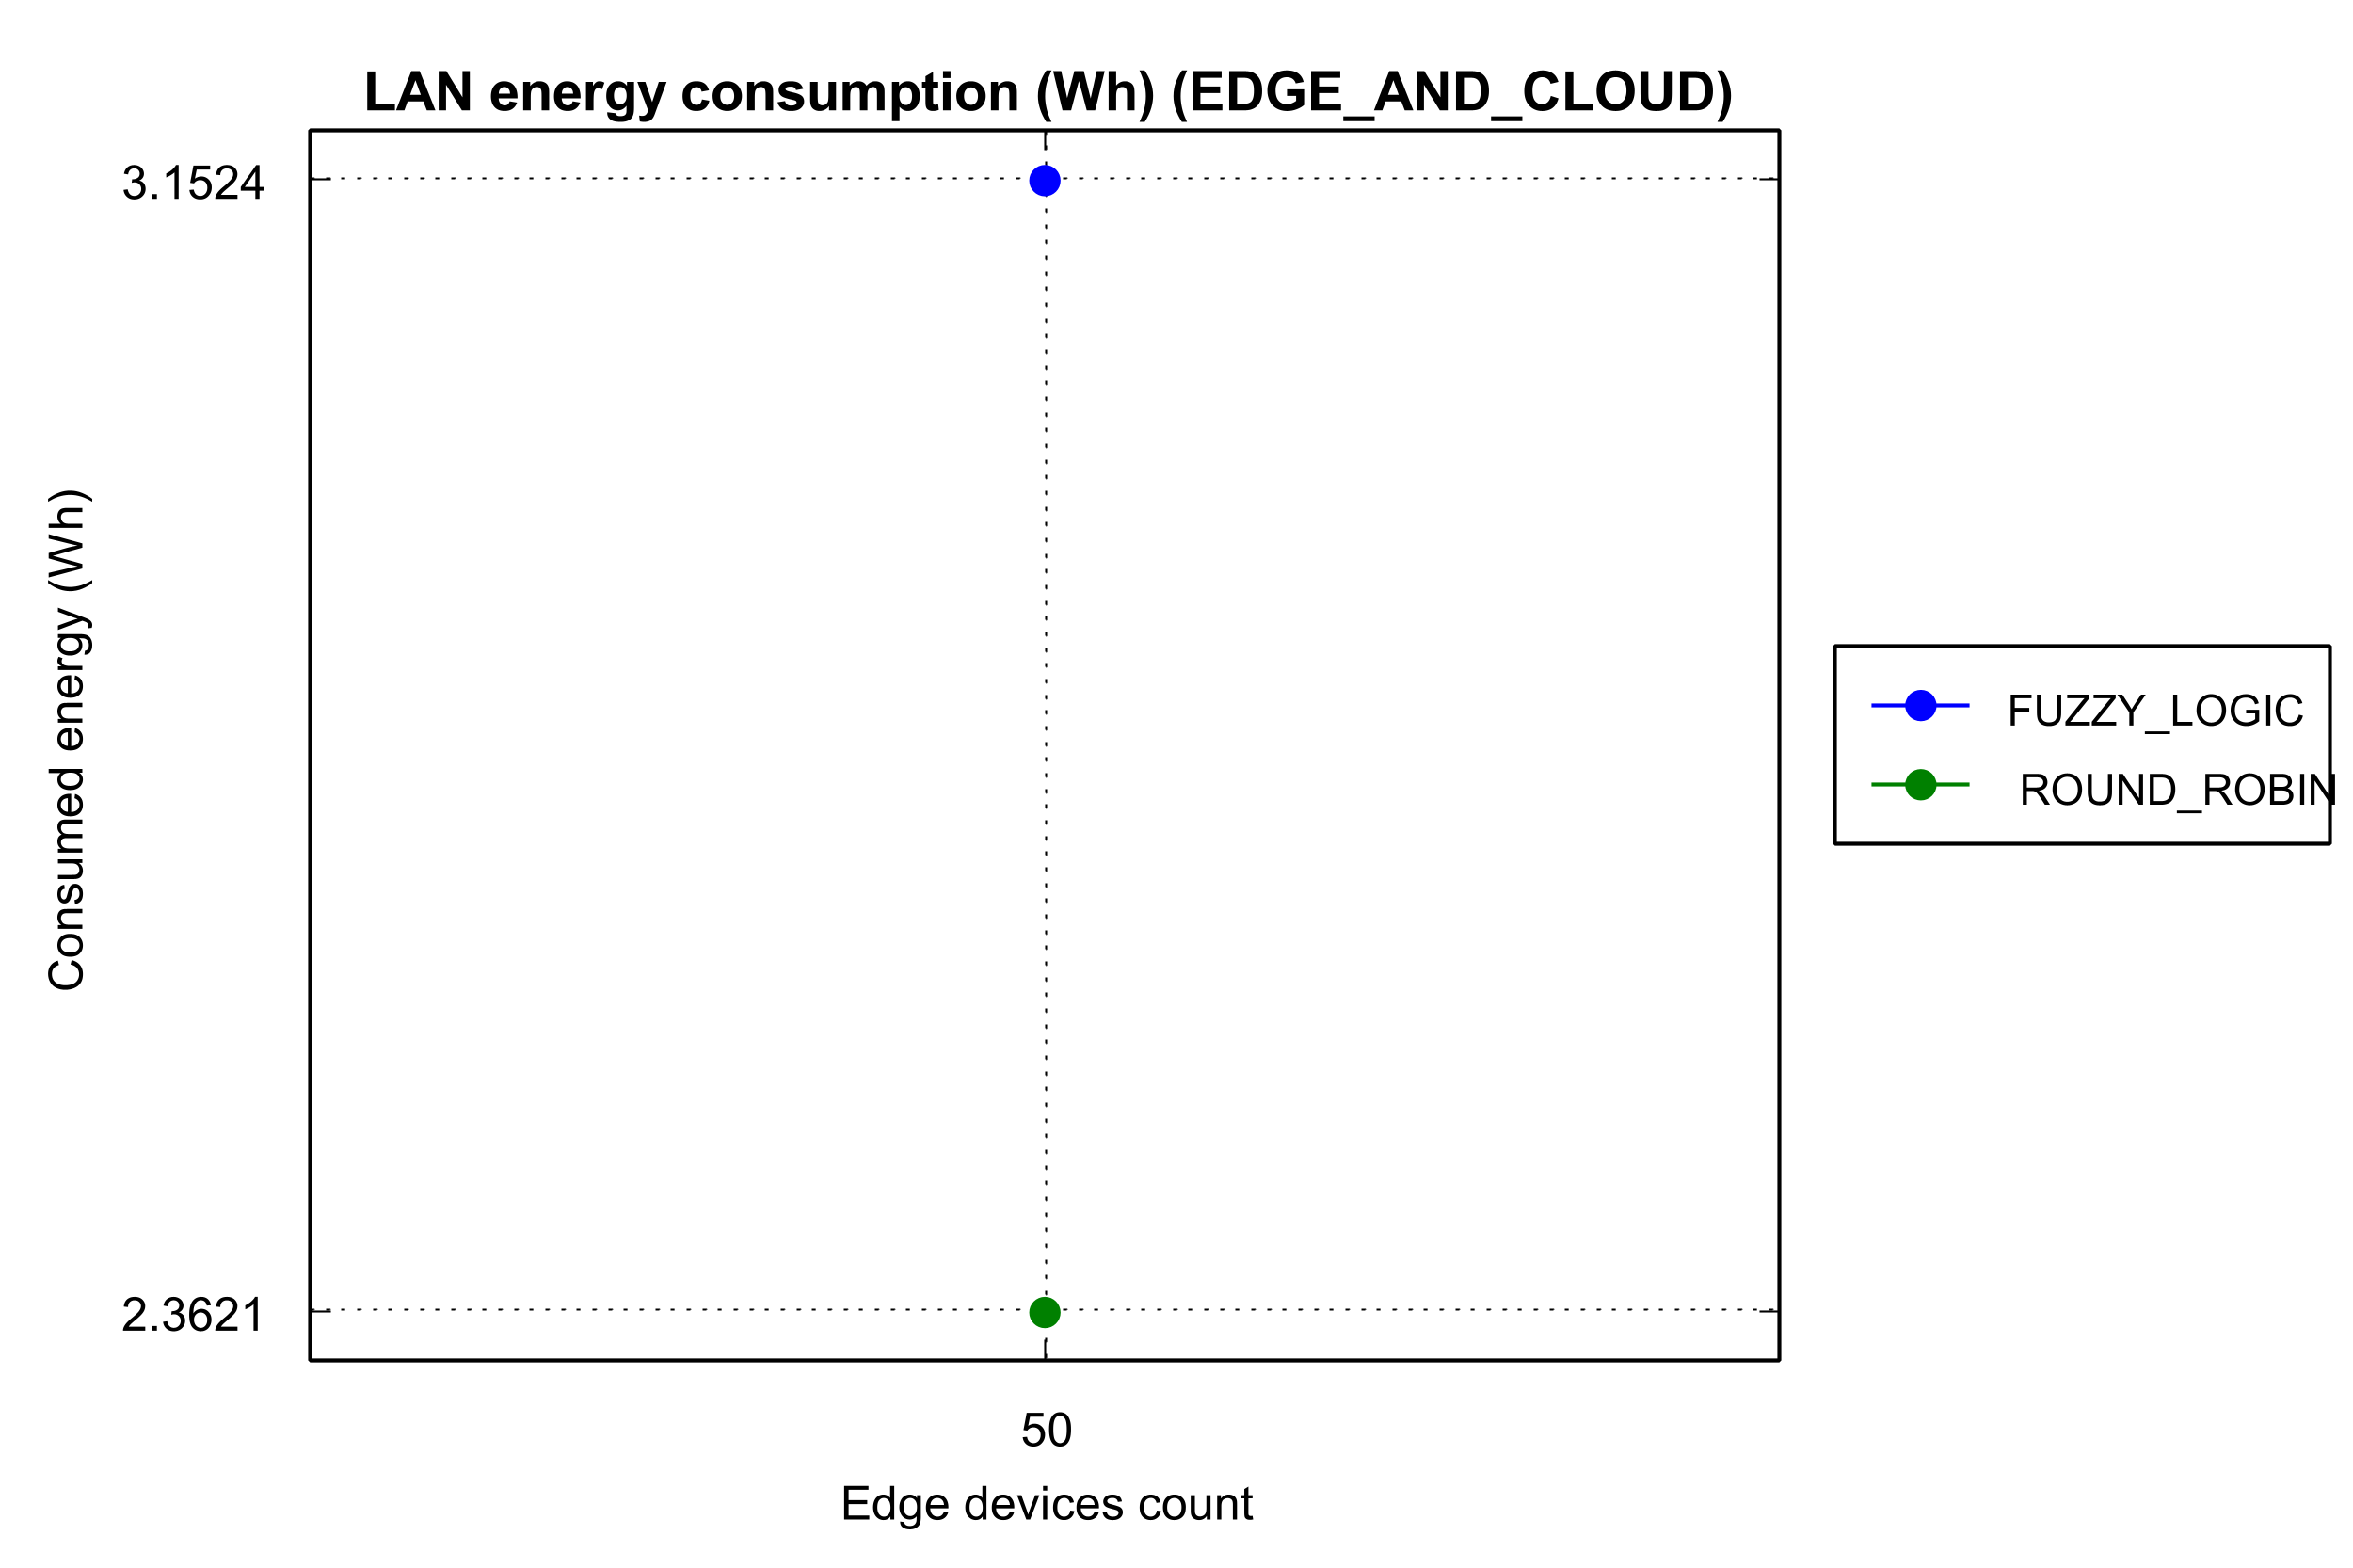 LAN energy consumption (Wh) (EDGE_AND_CLOUD)
3.1524
Consumed energy (Wh)
FUZZY_LOGIC
ROUND_ROBIN
2.3621
50
Edge devices count